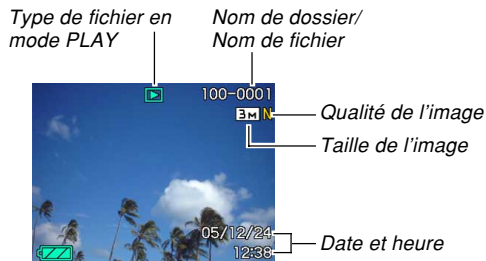 Type de fichier en
mode PLAY
Nom de dossier/
Nom de fichier
100-0001
3M N
Qualité de l'image
Taille de l'image
05/12/24
12:38
Date et heure